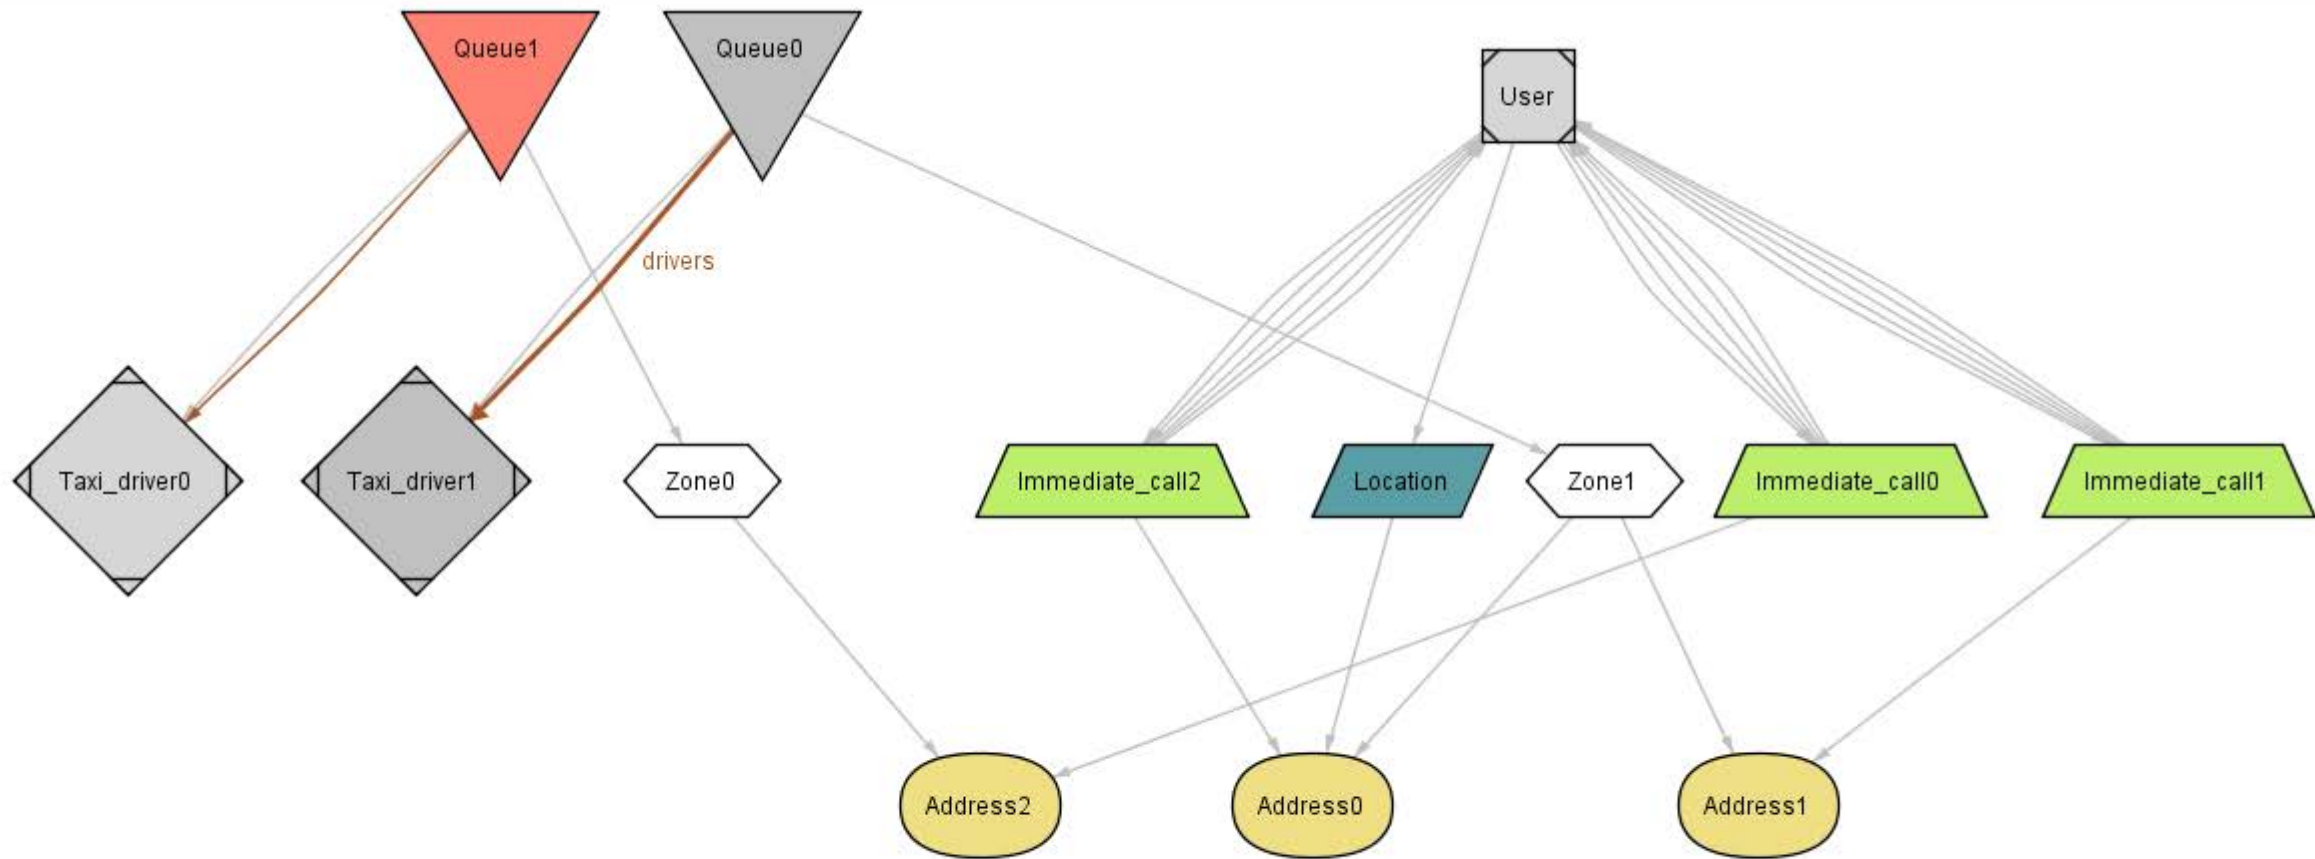 Queue1
Queue0
User
drivers
Taxi_driver0
Taxi_driver1
Zone0
Immediate_call2
Location
Zone1
Immediate_call0
Immediate_call1
Address2
Address0
Address1